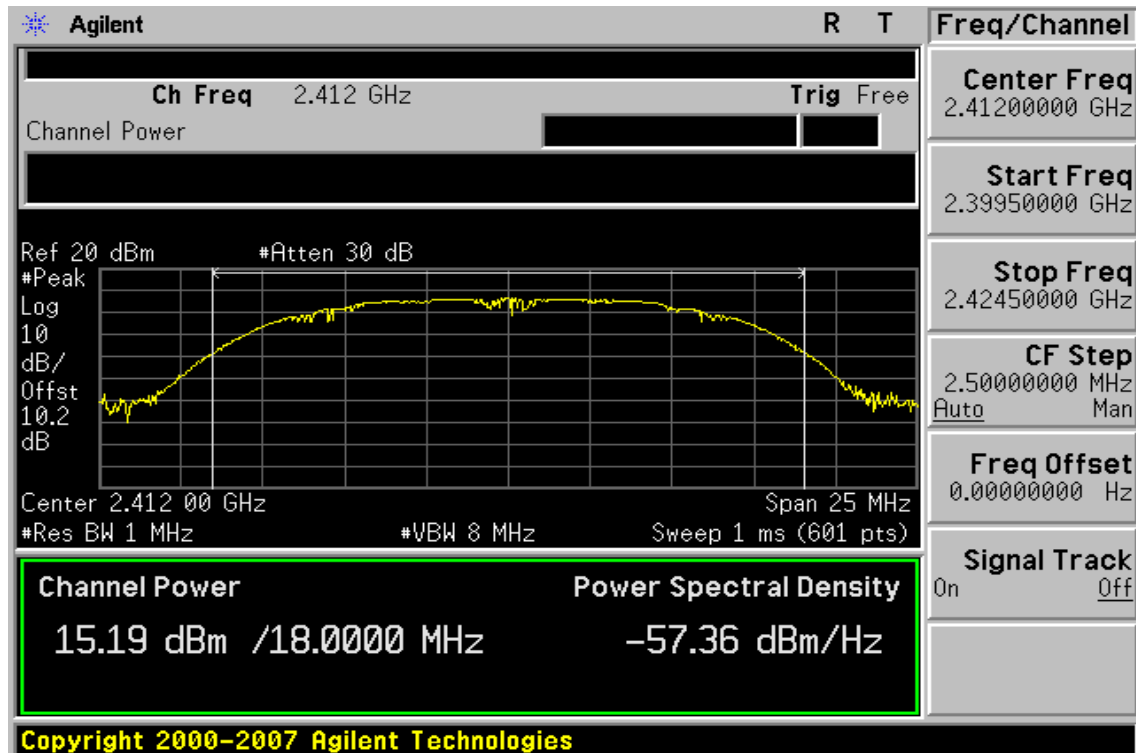 Agilent R T Freq/Channel
Ch Freq 2.412 GHz Trig Free
Channel Power
Center Freq
2.41200000 GHz
Start Freq
2.39950000 GHz
Stop Freq
2.42450000 GHz
CF Step
2.50000000 MHz
Auto Man
Freq Offset
0.00000000 Hz
Signal Track
On Off
Ref 20 dBm #Atten 30 dB
#Peak
Log
10
dB/
Offst
10.2
dB
Center 2.412 00 GHz Span 25 MHz
#Res BW 1 MHz #VBW 8 MHz Sweep 1 ms (601 pts)
Channel Power Power Spectral Density
15.19 dBm /18.0000 MHz -57.36 dBm/Hz
Copyright 2000-2007 Agilent Technologies